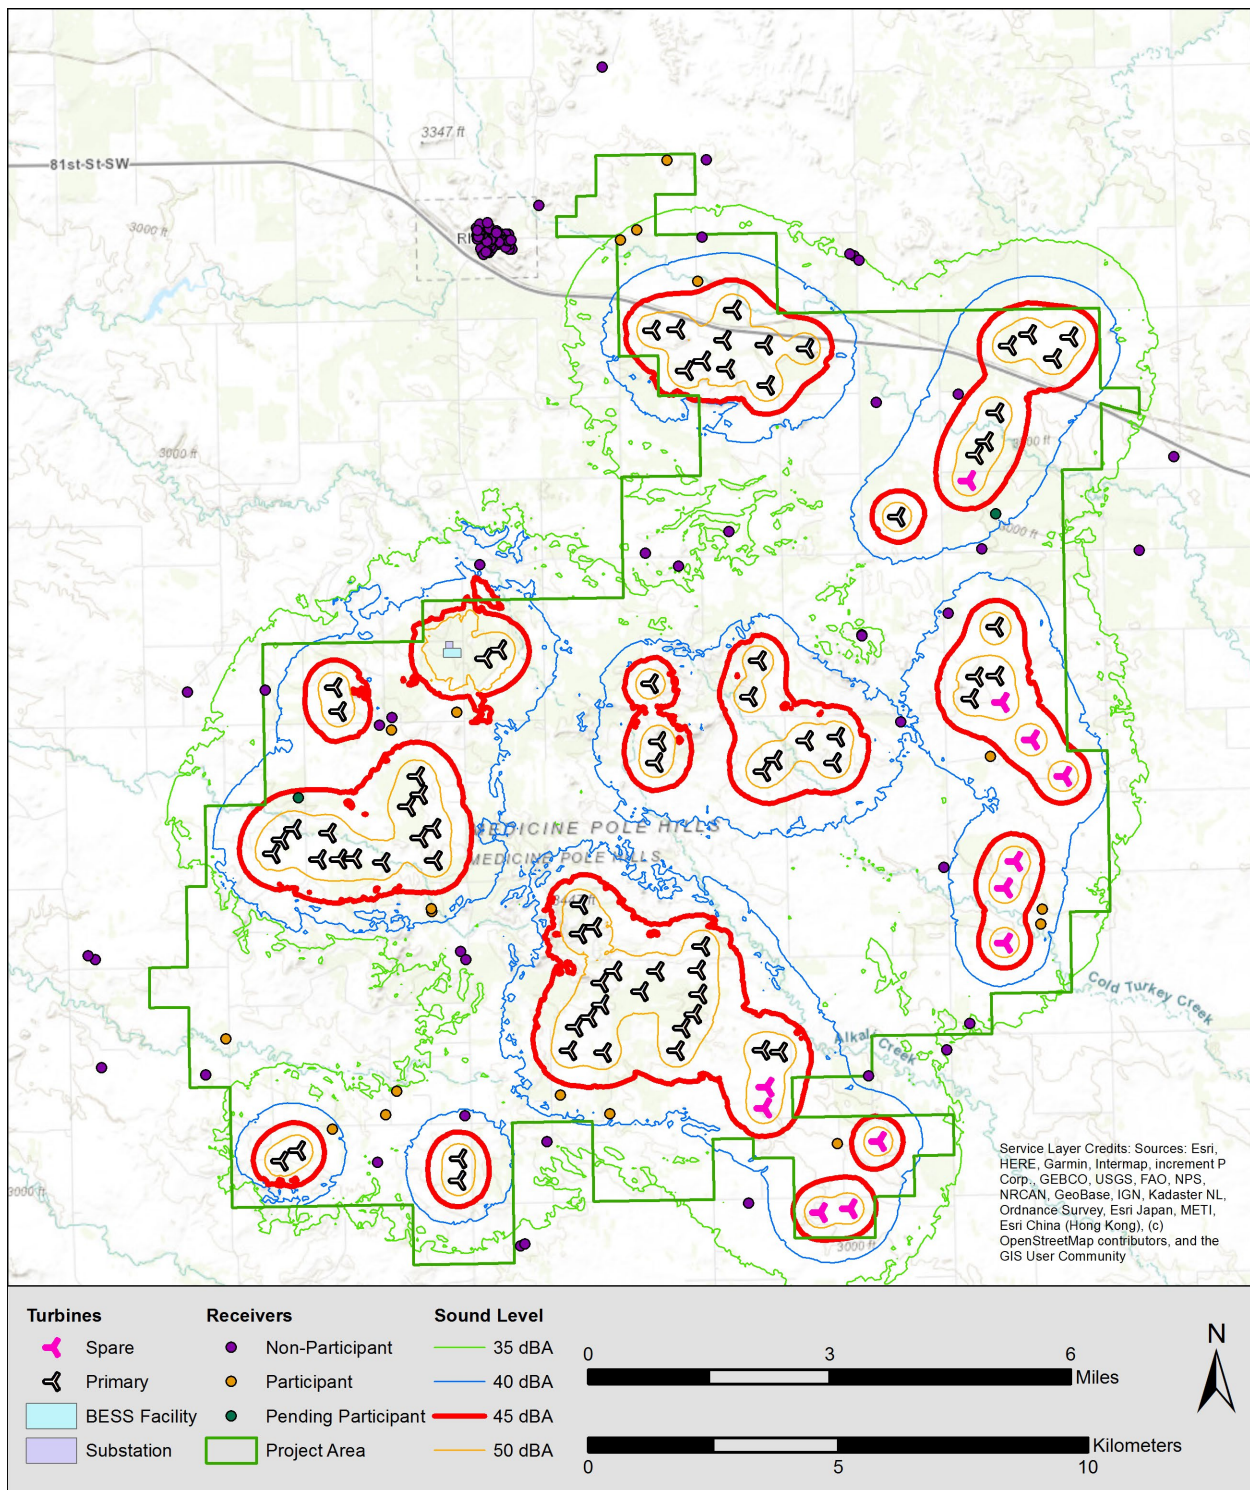 3347 ft
81st-St-SW
3000 ft
3000 ft
3000 ft
MEDICINE POLE HILLS
MEDICINE POLE HILLS
Cold Turkey Creek
Alkali Creek
3000 ft
3000 ft
Service Layer Credits: Sources: Esri,
HERE, Garmin, Intermap, increment P
Corp., GEBCO, USGS, FAO, NPS,
NRCAN, GeoBase, IGN, Kadaster NL,
Ordnance Survey, Esri Japan, METI,
Esri China (Hong Kong), (c)
OpenStreetMap contributors, and the
GIS User Community
Turbines
Spare
Primary
BESS Facility
Substation
Receivers
Non-Participant
Participant
Pending Participant
Project Area
Sound Level
35 dBA
40 dBA
45 dBA
50 dBA
0 3 6
Miles
Kilometers
0 5 10
N